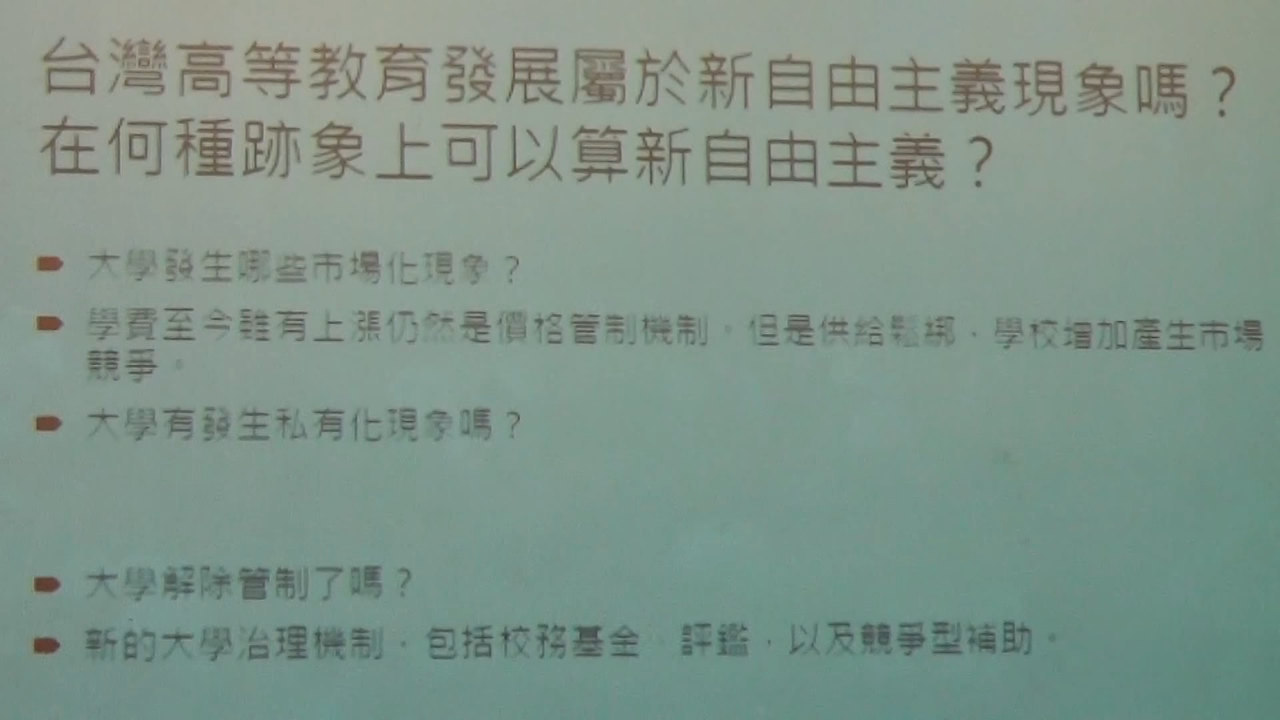 台灣高等教育發展屬於新自由主義現象嗎？
在何種跡象上可以算新自由主義？
大學發生哪些市場化現象？
學費至今雖有上漲仍然是價格管制機制。但是供給鬆綁，學校增加產生市場
競爭。
大學有發生私有化現象嗎？
大學解除管制了嗎？
新的大學治理機制，包括校務基金、評鑑，以及競爭型補助。